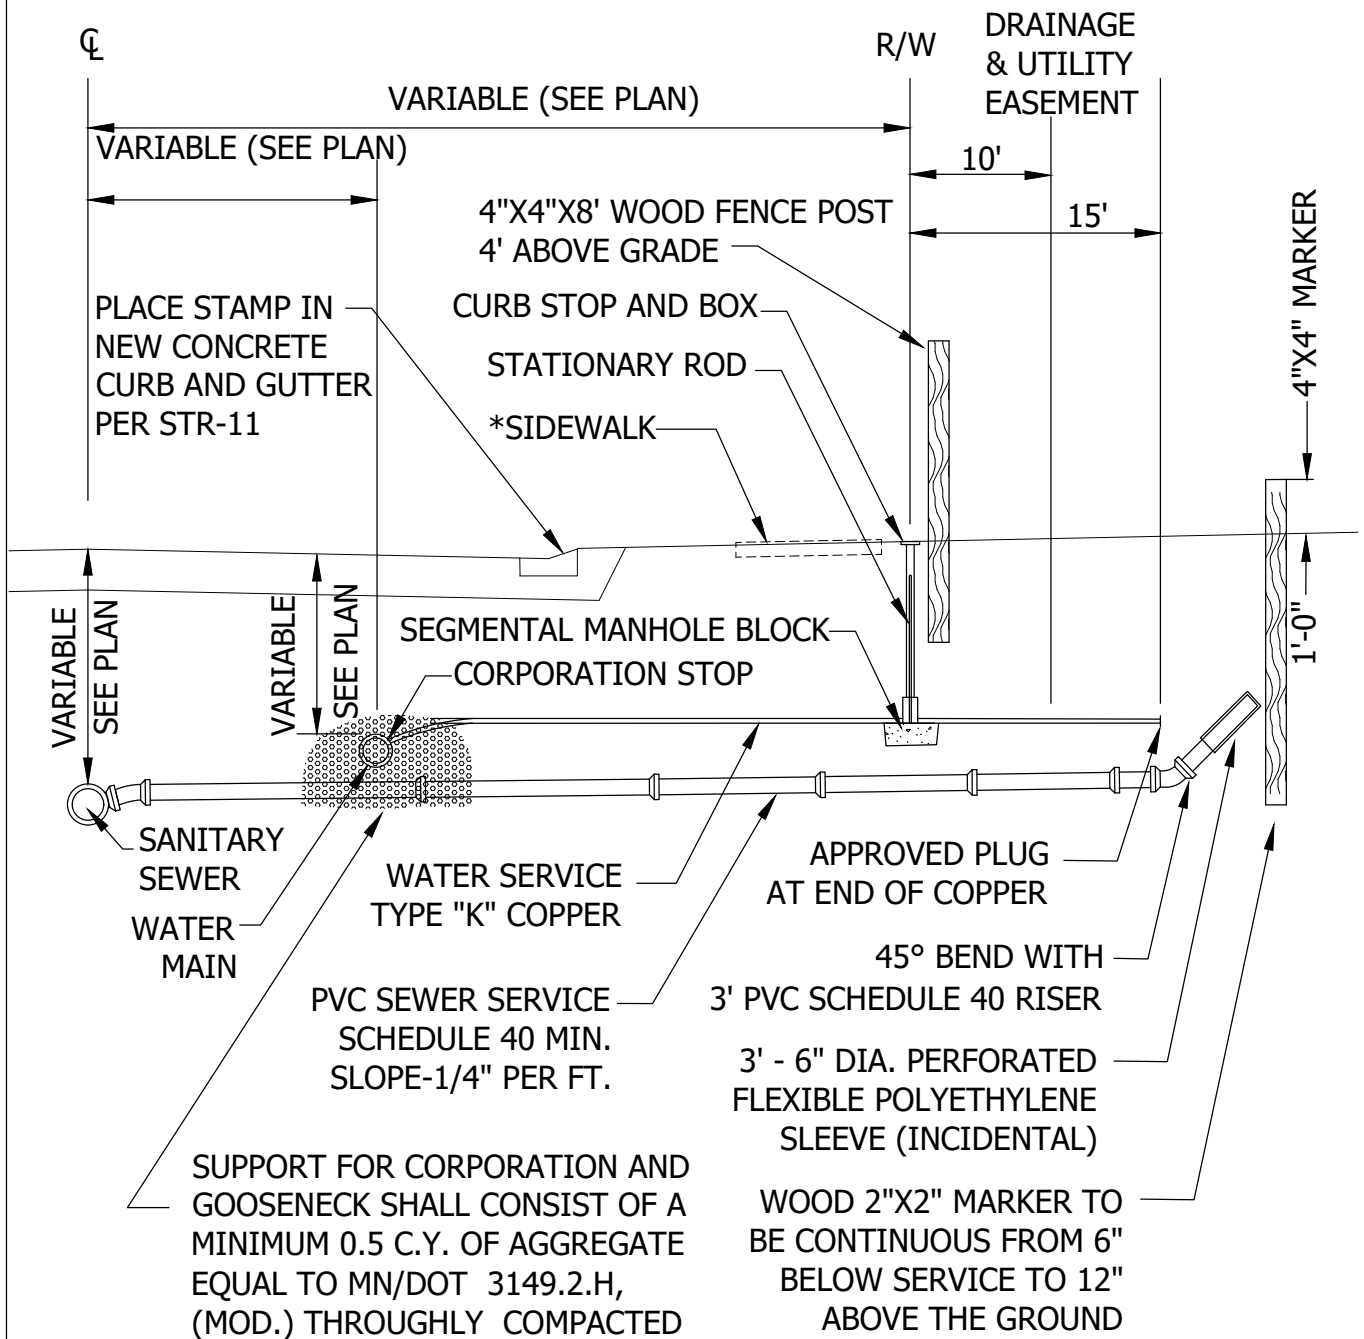 ℄
R/W
DRAINAGE
& UTILITY
EASEMENT
VARIABLE (SEE PLAN)
VARIABLE (SEE PLAN)
10'
15'
4"X4"X8' WOOD FENCE POST
4' ABOVE GRADE
4"X4" MARKER
PLACE STAMP IN
NEW CONCRETE
CURB AND GUTTER
PER STR-11
CURB STOP AND BOX
STATIONARY ROD
*SIDEWALK
VARIABLE
SEE PLAN
VARIABLE
SEE PLAN
SEGMENTAL MANHOLE BLOCK
CORPORATION STOP
1'-0"
SANITARY
SEWER
WATER
MAIN
WATER SERVICE
TYPE "K" COPPER
APPROVED PLUG
AT END OF COPPER
PVC SEWER SERVICE
SCHEDULE 40 MIN.
SLOPE-1/4" PER FT.
45° BEND WITH
3' PVC SCHEDULE 40 RISER
3' - 6" DIA. PERFORATED
FLEXIBLE POLYETHYLENE
SLEEVE (INCIDENTAL)
SUPPORT FOR CORPORATION AND
GOOSENECK SHALL CONSIST OF A
MINIMUM 0.5 C.Y. OF AGGREGATE
EQUAL TO MN/DOT 3149.2.H,
(MOD.) THROUGHLY COMPACTED
WOOD 2"X2" MARKER TO
BE CONTINUOUS FROM 6"
BELOW SERVICE TO 12"
ABOVE THE GROUND